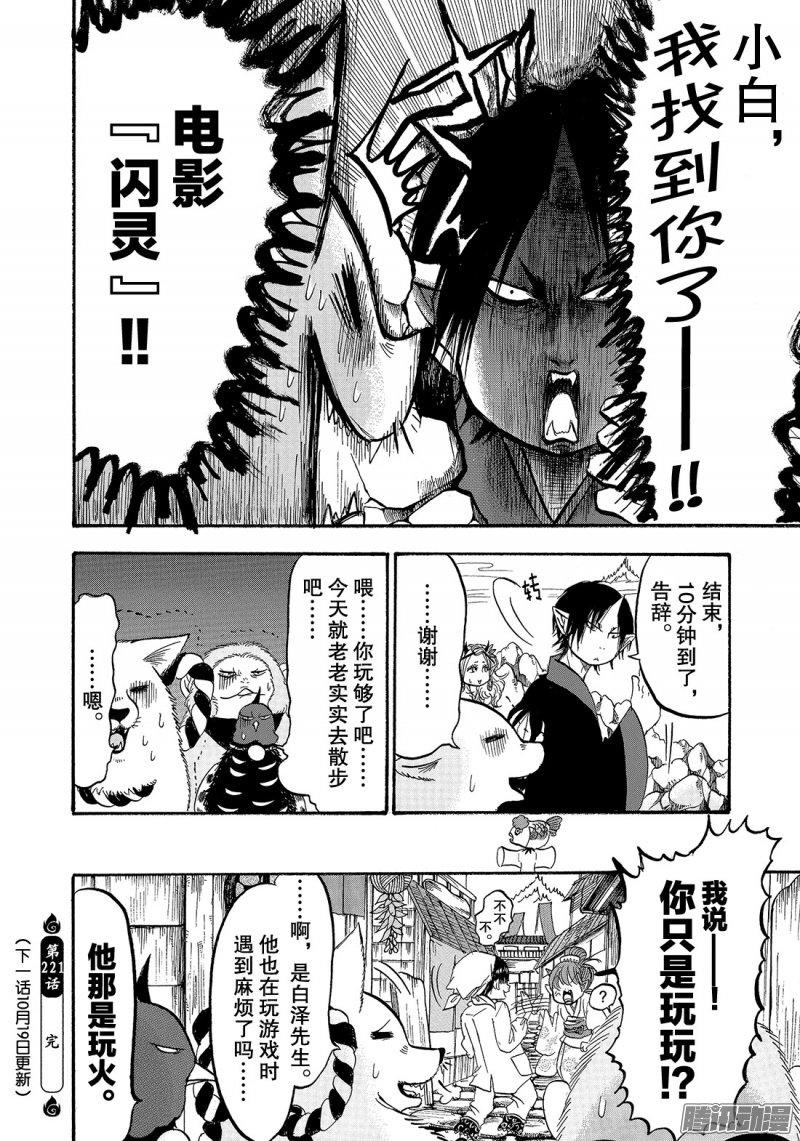 小白，
我找到你了——!!
电影
『闪灵』!!
结束，
10分钟到了，
告辞。
转
……谢谢……
喂……你玩够了吧……
今天就老老实实去散步
吧……
……嗯。
我说——！
你只是玩玩!?
?
不不
不。
……啊，是白泽先生。
他也在玩游戏时
遇到麻烦了吗……
他那是玩火。
第
221
话
完
（下一话10月19日更新）
腾讯动漫